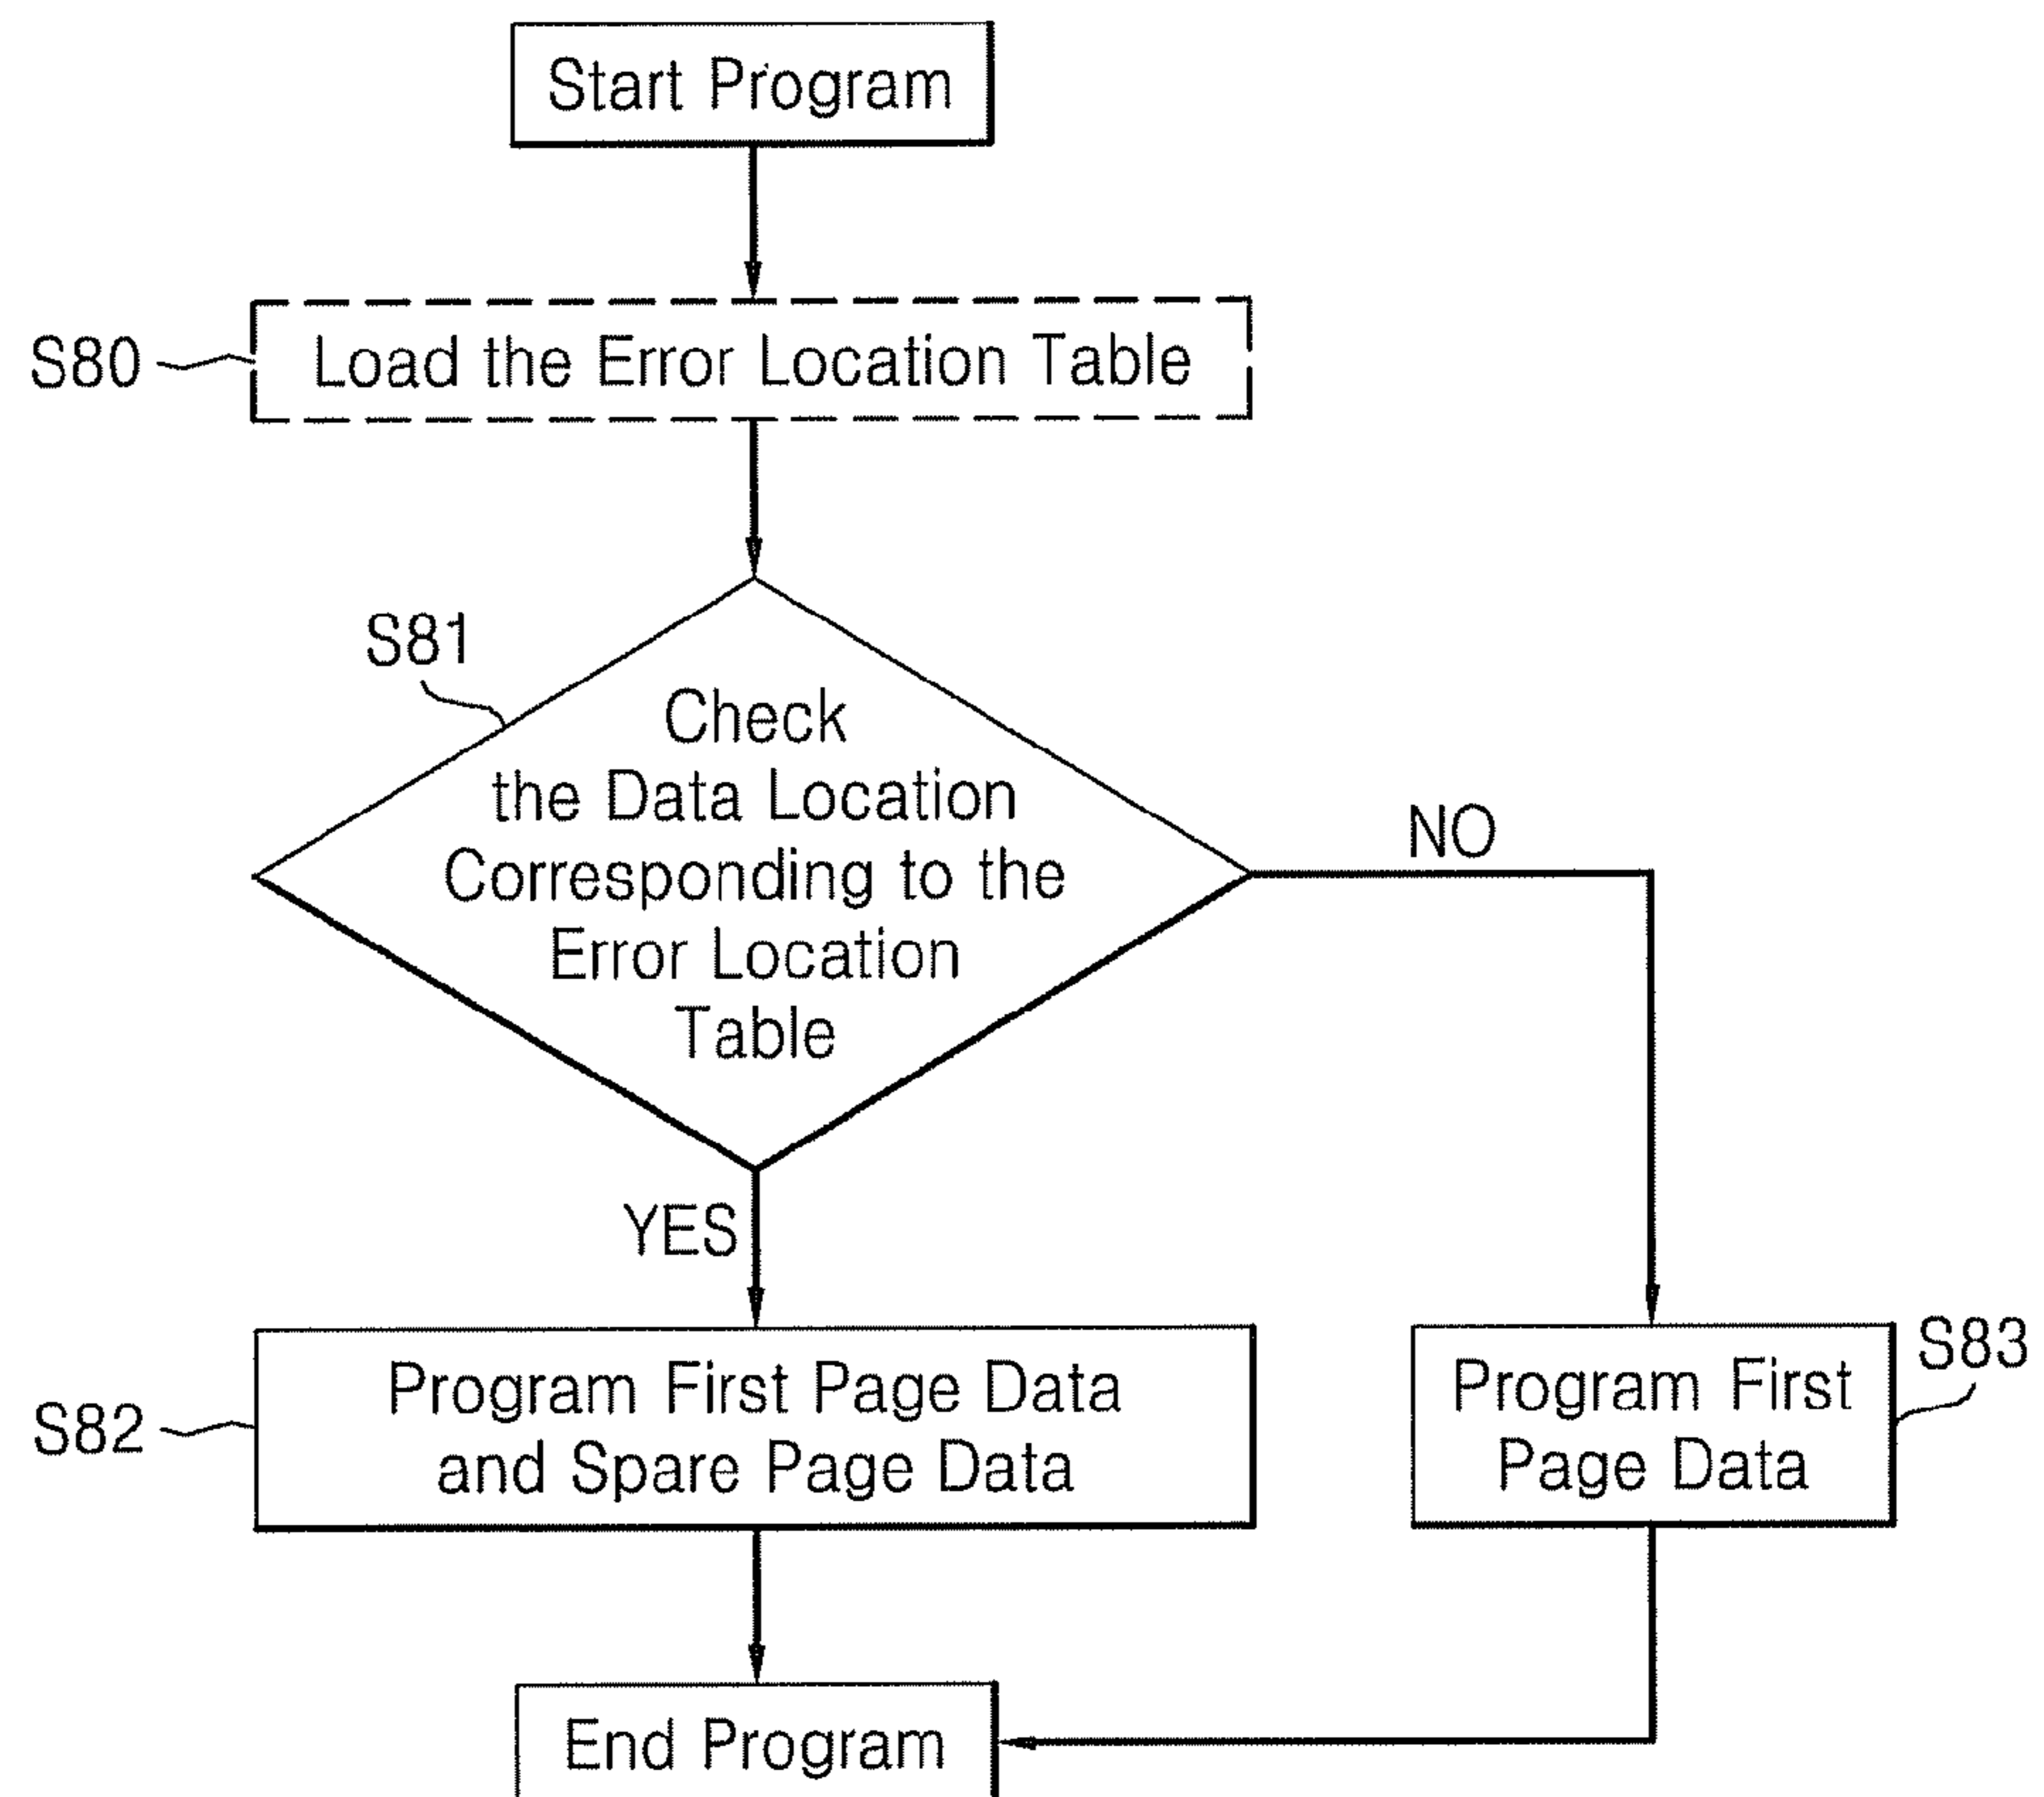 Start Program
S80
Load the Error Location Table
S81
Check
the Data Location
Corresponding to the
Error Location
Table
NO
YES
S82
Program First Page Data
and Spare Page Data
S83
Program First
Page Data
End Program